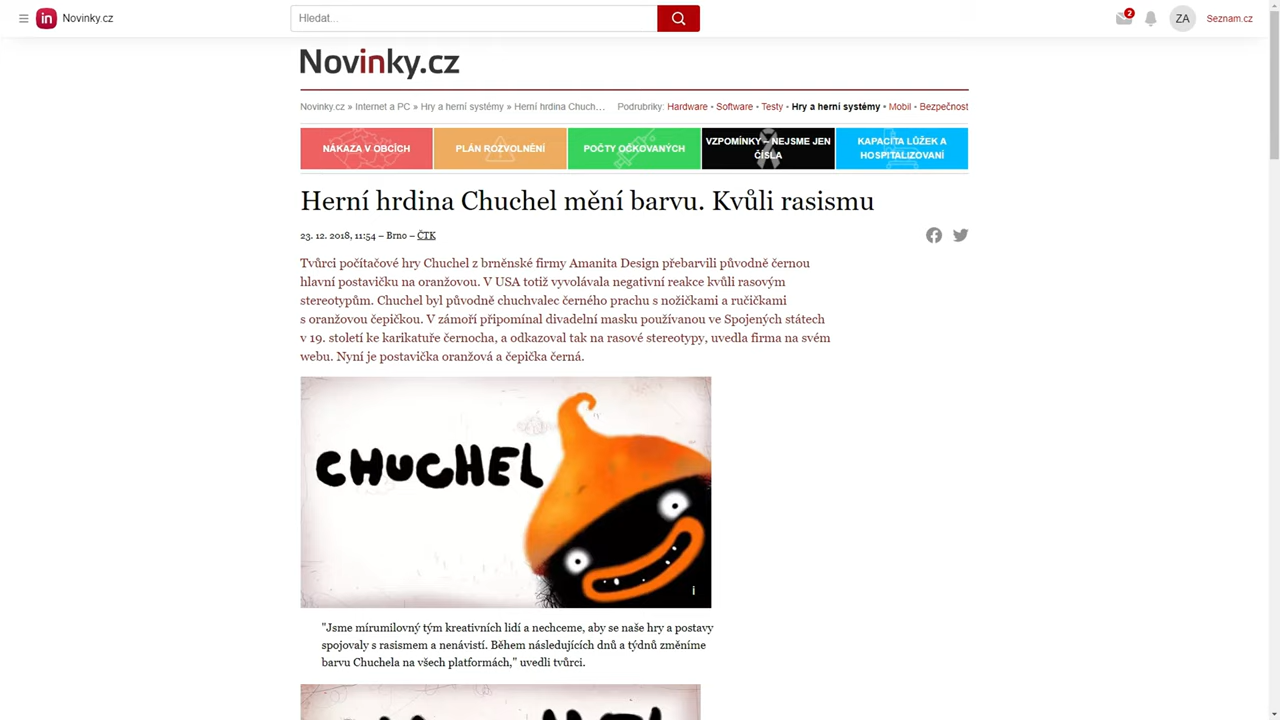 Novinky.cz
Hledat...
2
ZA
Seznam.cz
Novinky.cz
Novinky.cz » Internet a PC » Hry a herní systémy » Herní hrdina Chuch…
Podrubriky: Hardware • Software • Testy • Hry a herní systémy • Mobil • Bezpečnost
NÁKAZA V OBCÍCH
PLÁN ROZVOLNĚNÍ
POČTY OČKOVANÝCH
VZPOMÍNKY – NEJSME JEN
ČÍSLA
KAPACITA LŮŽEK A
HOSPITALIZOVANÍ
Herní hrdina Chuchel mění barvu. Kvůli rasismu
23. 12. 2018, 11:54 – Brno – ČTK
Tvůrci počítačové hry Chuchel z brněnské firmy Amanita Design přebarvili původně černou
hlavní postavičku na oranžovou. V USA totiž vyvolávala negativní reakce kvůli rasovým
stereotypům. Chuchel byl původně chuchvalec černého prachu s nožičkami a ručičkami
s oranžovou čepičkou. V zámoří připomínal divadelní masku používanou ve Spojených státech
v 19. století ke karikatuře černocha, a odkazoval tak na rasové stereotypy, uvedla firma na svém
webu. Nyní je postavička oranžová a čepička černá.
CHUCHEL
i
"Jsme mírumilovný tým kreativních lidí a nechceme, aby se naše hry a postavy
spojovaly s rasismem a nenávistí. Během následujících dnů a týdnů změníme
barvu Chuchela na všech platformách," uvedli tvůrci.